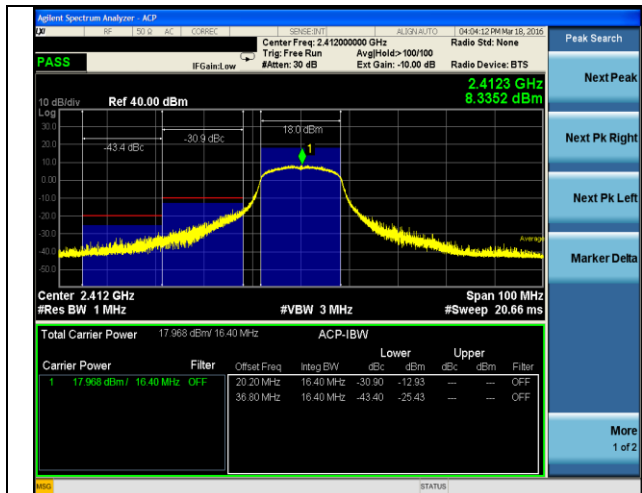 Agilent Spectrum Analyzer - ACP
LXI RF 50 Ω AC CORREC SENSE:INT ALIGN AUTO 04:04:12 PM Mar 18, 2016
Center Freq: 2.412000000 GHz Radio Std: None
Trig: Free Run Avg|Hold:>100/100
PASS IFGain:Low #Atten: 30 dB Ext Gain: -10.00 dB Radio Device: BTS
2.4123 GHz
10 dB/div Ref 40.00 dBm 8.3352 dBm
Log
30.0
20.0
10.0
0.00
-10.0
-20.0
-30.0
-40.0
-50.0
-43.4 dBc
-30.9 dBc
18.0 dBm
1
Average
Center 2.412 GHz Span 100 MHz
#Res BW 1 MHz #VBW 3 MHz #Sweep 20.66 ms
Total Carrier Power 17.968 dBm/ 16.40 MHz ACP-IBW
Lower Upper
Carrier Power Filter Offset Freq Integ BW dBc dBm dBc dBm Filter
1 17.968 dBm / 16.40 MHz OFF 20.20 MHz 16.40 MHz -30.90 -12.93 --- --- OFF
36.80 MHz 16.40 MHz -43.40 -25.43 --- --- OFF
MSG STATUS
Peak Search
Next Peak
Next Pk Right
Next Pk Left
Marker Delta
More
1 of 2